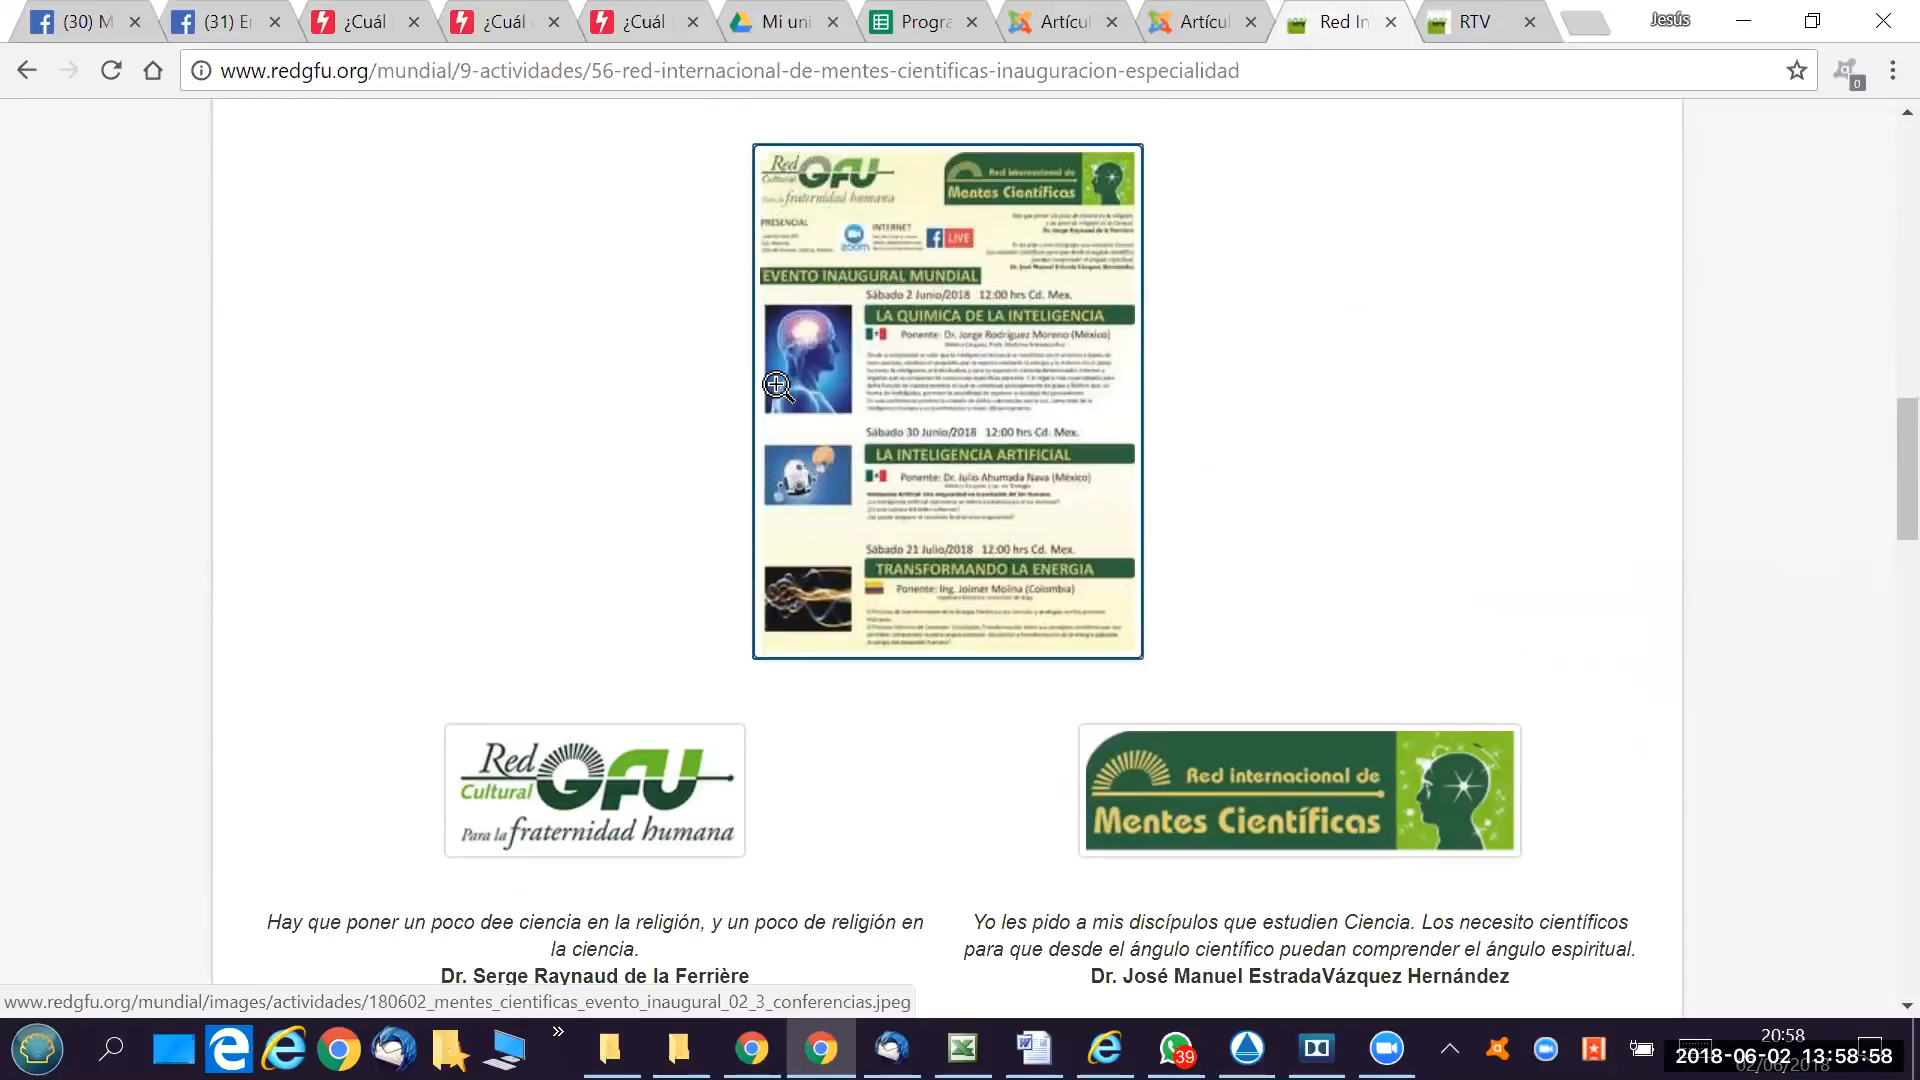 (30) M
(31) E
¿Cuál
¿Cuál
¿Cuál
Mi uni
Progra
Artícul
Artícul
Red In
RTV
Jesús
www.redgfu.org/mundial/9-actividades/56-red-internacional-de-mentes-cientificas-inauguracion-especialidad
0
Red Cultural GFU
Para la fraternidad humana
Red internacional de
Mentes Científicas
PRESENCIAL
zoom
INTERNET
LIVE
EVENTO INAUGURAL MUNDIAL
Sábado 2 Junio/2018 12:00 hrs Cd. Mex.
LA QUIMICA DE LA INTELIGENCIA
Ponente: Dr. Jorge Rodríguez Moreno (México)
Sábado 30 Junio/2018 12:00 hrs Cd. Mex.
LA INTELIGENCIA ARTIFICIAL
Ponente: Dr. Julio Ahumada Nava (México)
Sábado 21 Julio/2018 12:00 hrs Cd. Mex.
TRANSFORMANDO LA ENERGIA
Ponente: Ing. Joimer Molina (Colombia)
Red
Cultural GFU
Para la fraternidad humana
Red internacional de
Mentes Científicas
Hay que poner un poco dee ciencia en la religión, y un poco de religión en
la ciencia.
Dr. Serge Raynaud de la Ferrière
Yo les pido a mis discípulos que estudien Ciencia. Los necesito científicos
para que desde el ángulo científico puedan comprender el ángulo espiritual.
Dr. José Manuel EstradaVázquez Hernández
www.redgfu.org/mundial/images/actividades/180602_mentes_cientificas_evento_inaugural_02_3_conferencias.jpeg
39
20:58
2018-06-02 13:58:58
02/06/2018